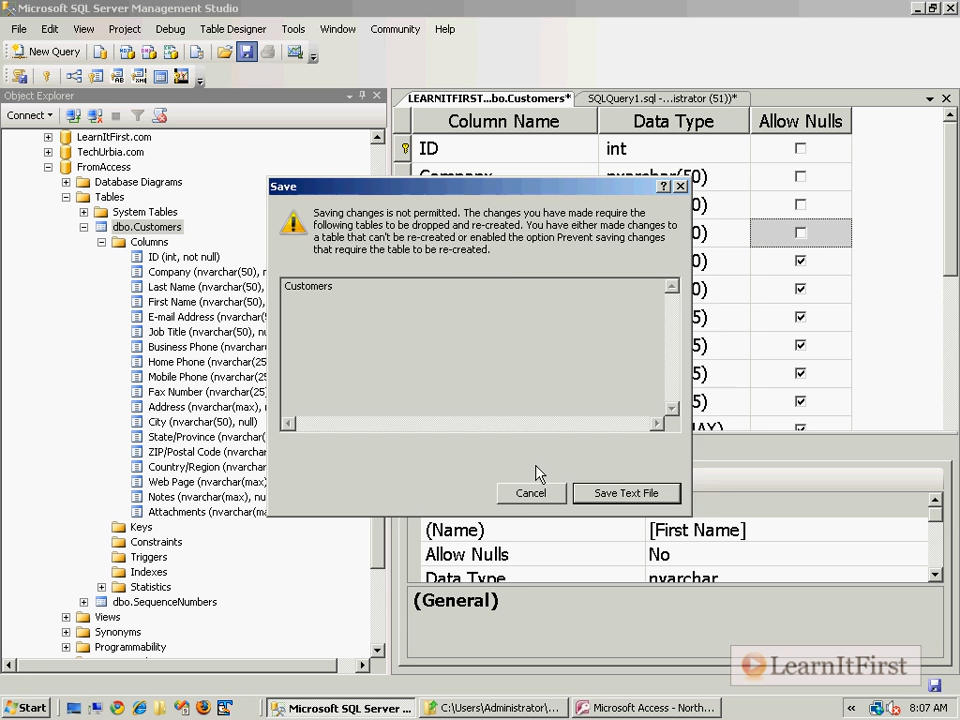 Microsoft SQL Server Management Studio
File Edit View Project Debug Table Designer Tools Window Community Help
New Query
Object Explorer
Connect
LearnItFirst.com
TechUrbia.com
FromAccess
Database Diagrams
Tables
System Tables
dbo.Customers
Columns
ID (int, not null)
Company (nvarchar(50), n
Last Name (nvarchar(50),
First Name (nvarchar(50),
E-mail Address (nvarchar(
Job Title (nvarchar(50), nu
Business Phone (nvarchar(
Home Phone (nvarchar(25
Mobile Phone (nvarchar(25
Fax Number (nvarchar(25)
Address (nvarchar(max), n
City (nvarchar(50), null)
State/Province (nvarchar(
ZIP/Postal Code (nvarchar
Country/Region (nvarchar(
Web Page (nvarchar(max),
Notes (nvarchar(max), nul
Attachments (nvarchar(ma
Keys
Constraints
Triggers
Indexes
Statistics
dbo.SequenceNumbers
Views
Synonyms
Programmability
LEARNITFIRST...bo.Customers* SQLQuery1.sql -...istrator (51))*
Column Name Data Type Allow Nulls
ID int
Company nvarchar(50)
Save
Saving changes is not permitted. The changes you have made require the
following tables to be dropped and re-created. You have either made changes to
a table that can't be re-created or enabled the option Prevent saving changes
that require the table to be re-created.
Customers
Cancel Save Text File
(Name) [First Name]
Allow Nulls No
Data Type nvarchar
(General)
LearnItFirst
Start Microsoft SQL Server ... C:\Users\Administrator\... Microsoft Access - North... « 8:07 AM